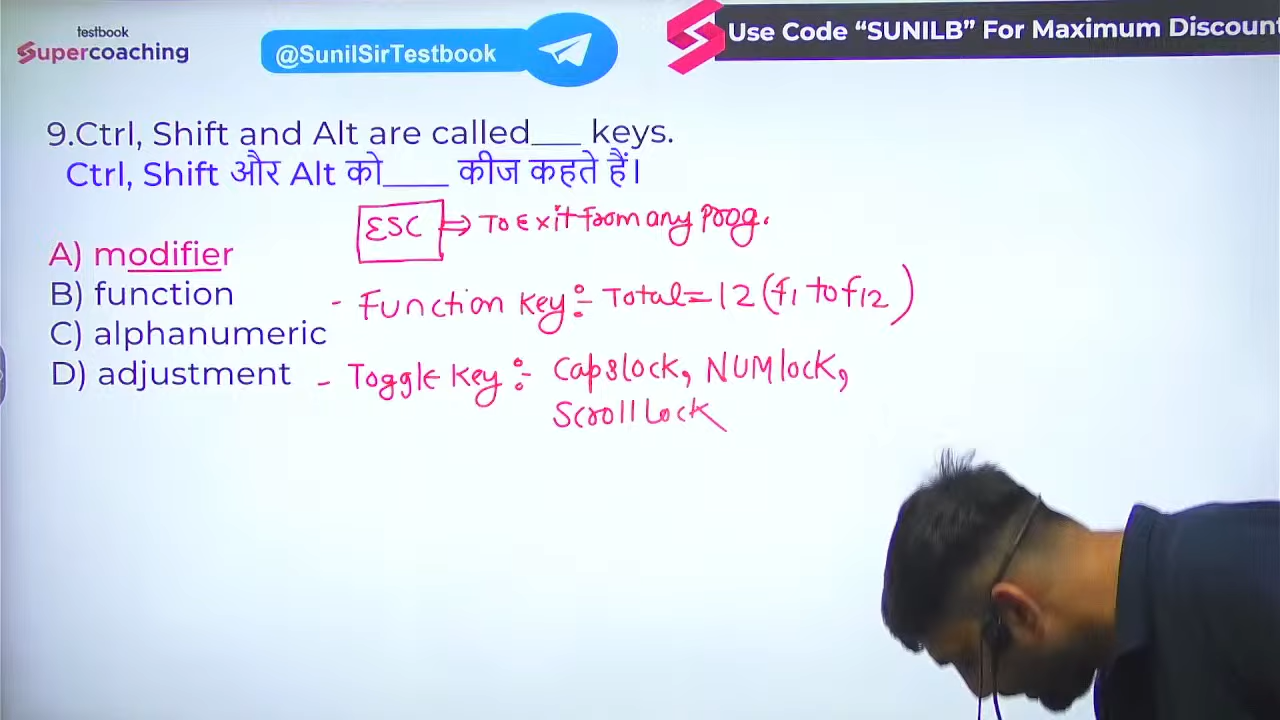 testbook
Supercoaching
@SunilSirTestbook
Use Code “SUNILB” For Maximum Discount
9.Ctrl, Shift and Alt are called___ keys.
Ctrl, Shift और Alt को____ कीज कहते हैं।
ESC ⇒ To Exit from any Prog.
A) modifier
B) function
- Function Key :- Total = 12 (f1 to f12)
C) alphanumeric
D) adjustment
- Toggle Key :- Capslock, NUMlock,
Scroll Lock